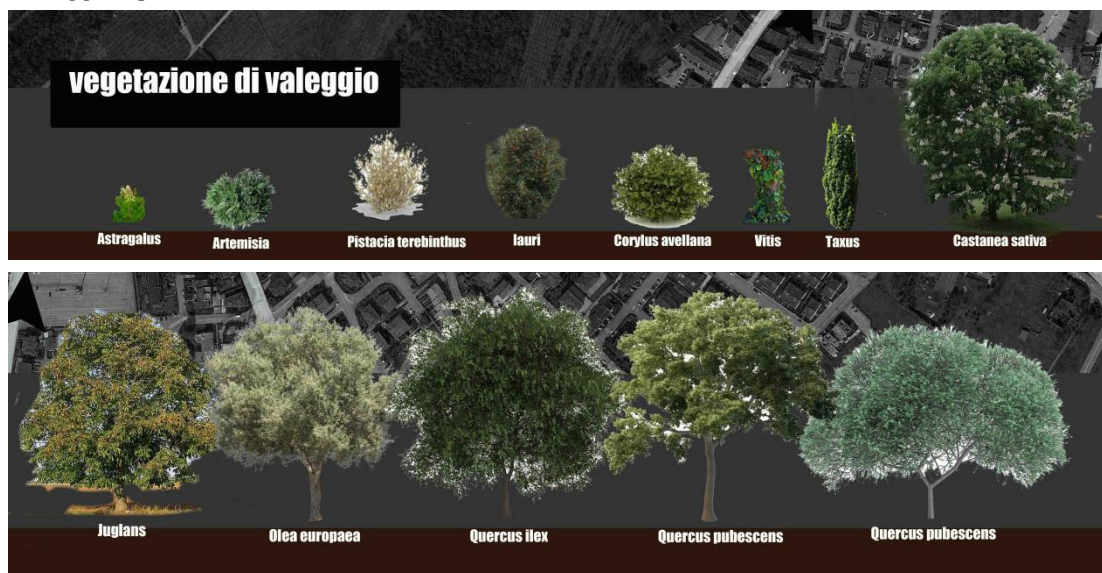 vegetazione di valeggio
Astragalus
Artemisia
Pistacia terebinthus
lauri
Corylus avellana
Vitis
Taxus
Castanea sativa
Juglans
Olea europaea
Quercus ilex
Quercus pubescens
Quercus pubescens